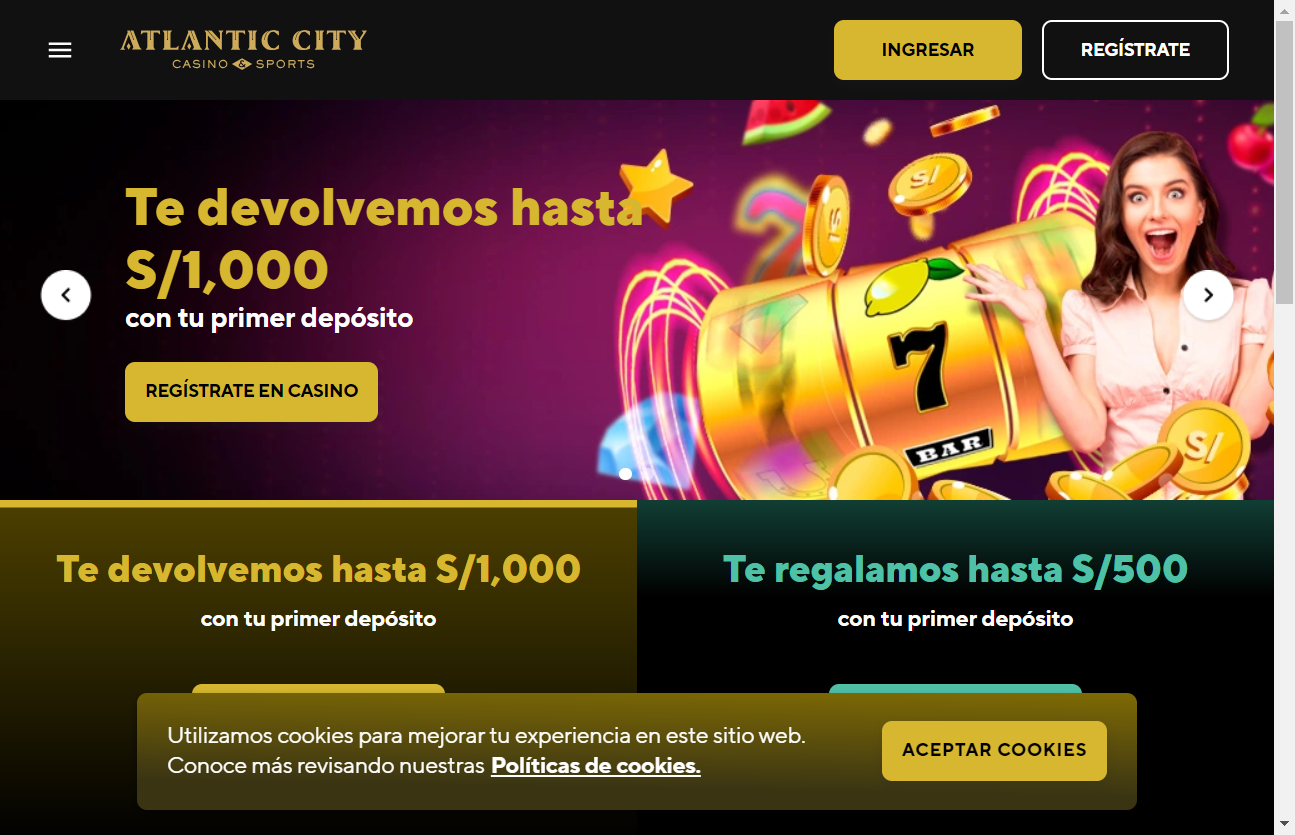 ATLANTIC CITY
CASINO & SPORTS
INGRESAR
REGÍSTRATE
Te devolvemos hasta
S/1,000
con tu primer depósito
REGÍSTRATE EN CASINO
S/
S/
7
BAR
S/
Te devolvemos hasta S/1,000
con tu primer depósito
Te regalamos hasta S/500
con tu primer depósito
Utilizamos cookies para mejorar tu experiencia en este sitio web.
Conoce más revisando nuestras Políticas de cookies.
ACEPTAR COOKIES